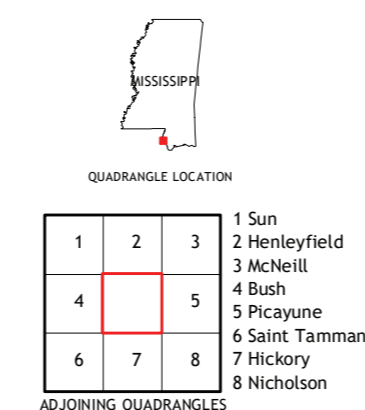 MISSISSIPPI
QUADRANGLE LOCATION
1 2 3
4 5
6 7 8
1 Sun
2 Henleyfield
3 McNeill
4 Bush
5 Picayune
6 Saint Tamman
7 Hickory
8 Nicholson
ADJOINING QUADRANGLES